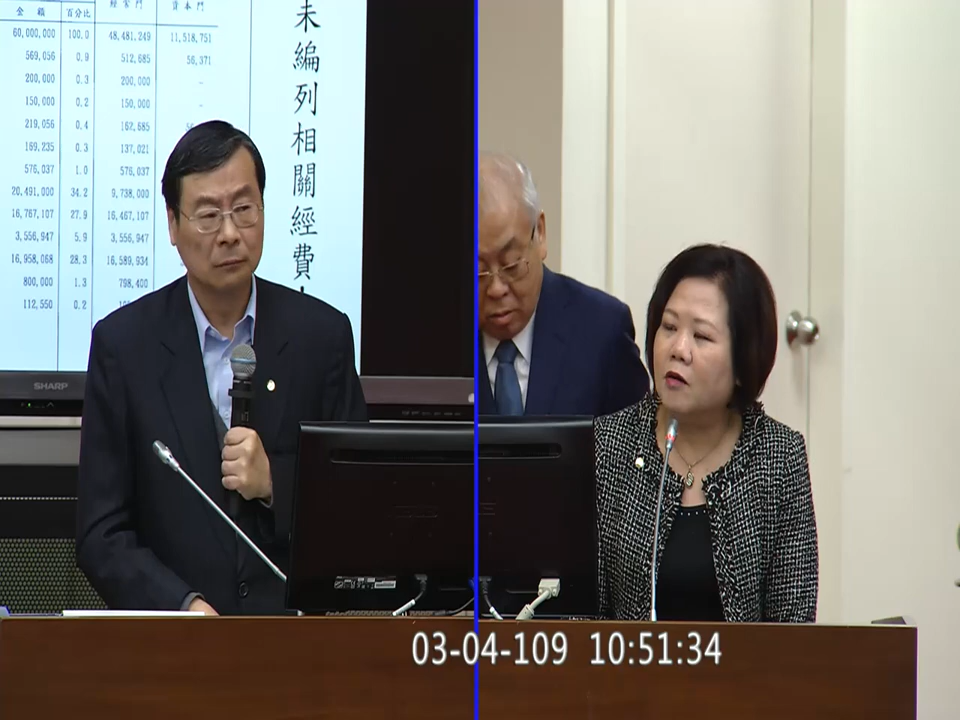 金額 百分比 經常門 資本門
60,000,000 100.0 48,481,249 11,518,751
569,056 0.9 512,685 56,371
200,000 0.3 200,000 -
150,000 0.2 150,000 -
219,056 0.4 162,685
169,235 0.3 137,021
576,037 1.0 576,037
20,491,000 34.2 9,738,000
16,767,107 27.9 16,467,107
3,556,947 5.9 3,556,947
16,958,068 28.3 16,589,934
800,000 1.3 798,400
112,550 0.2
未編列相關經費
SHARP
03-04-109 10:51:34